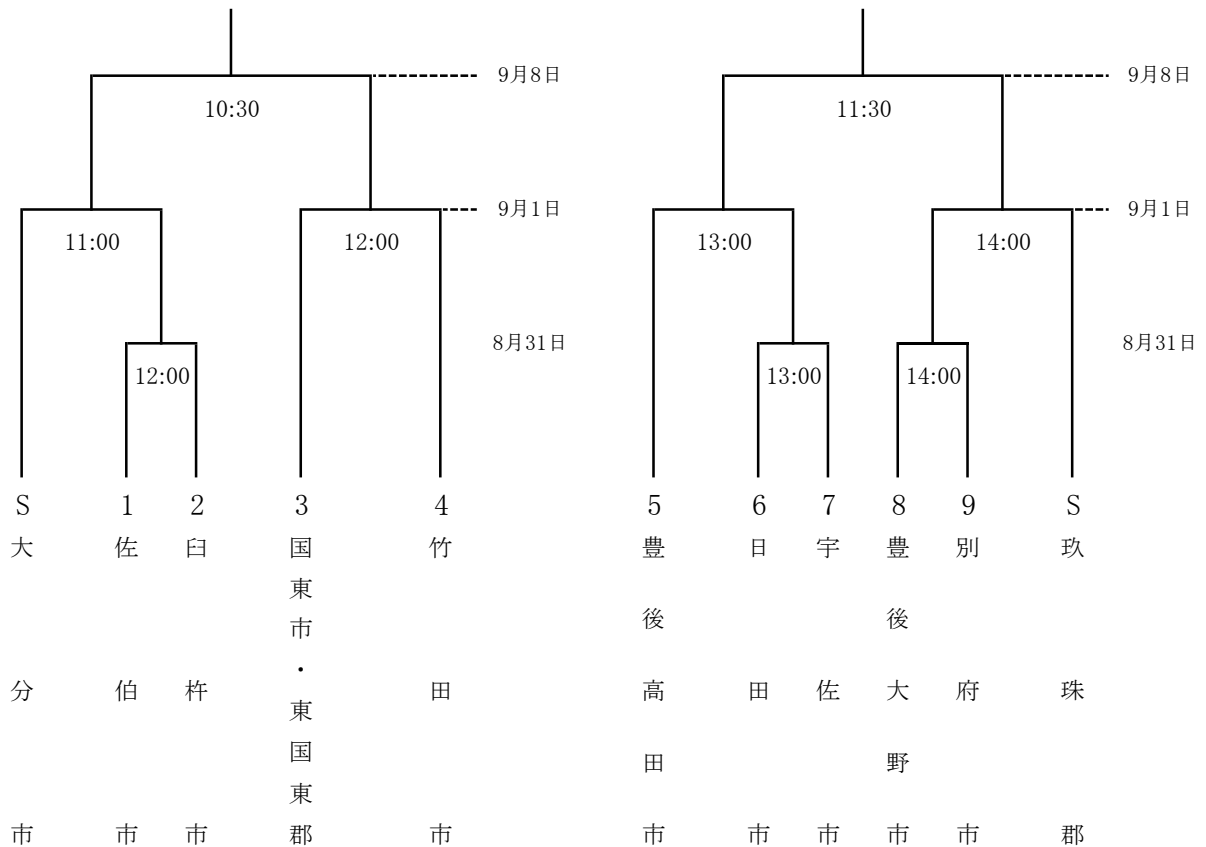 9月8日
9月8日
10:30
11:30
9月1日
9月1日
11:00
12:00
13:00
14:00
8月31日
8月31日
12:00
13:00
14:00
S
1
2
3
4
5
6
7
8
9
S
大分市
佐伯市
臼杵市
国東市・東国東郡
竹田市
豊後高田市
日田市
宇佐市
豊後大野市
別府市
玖珠郡